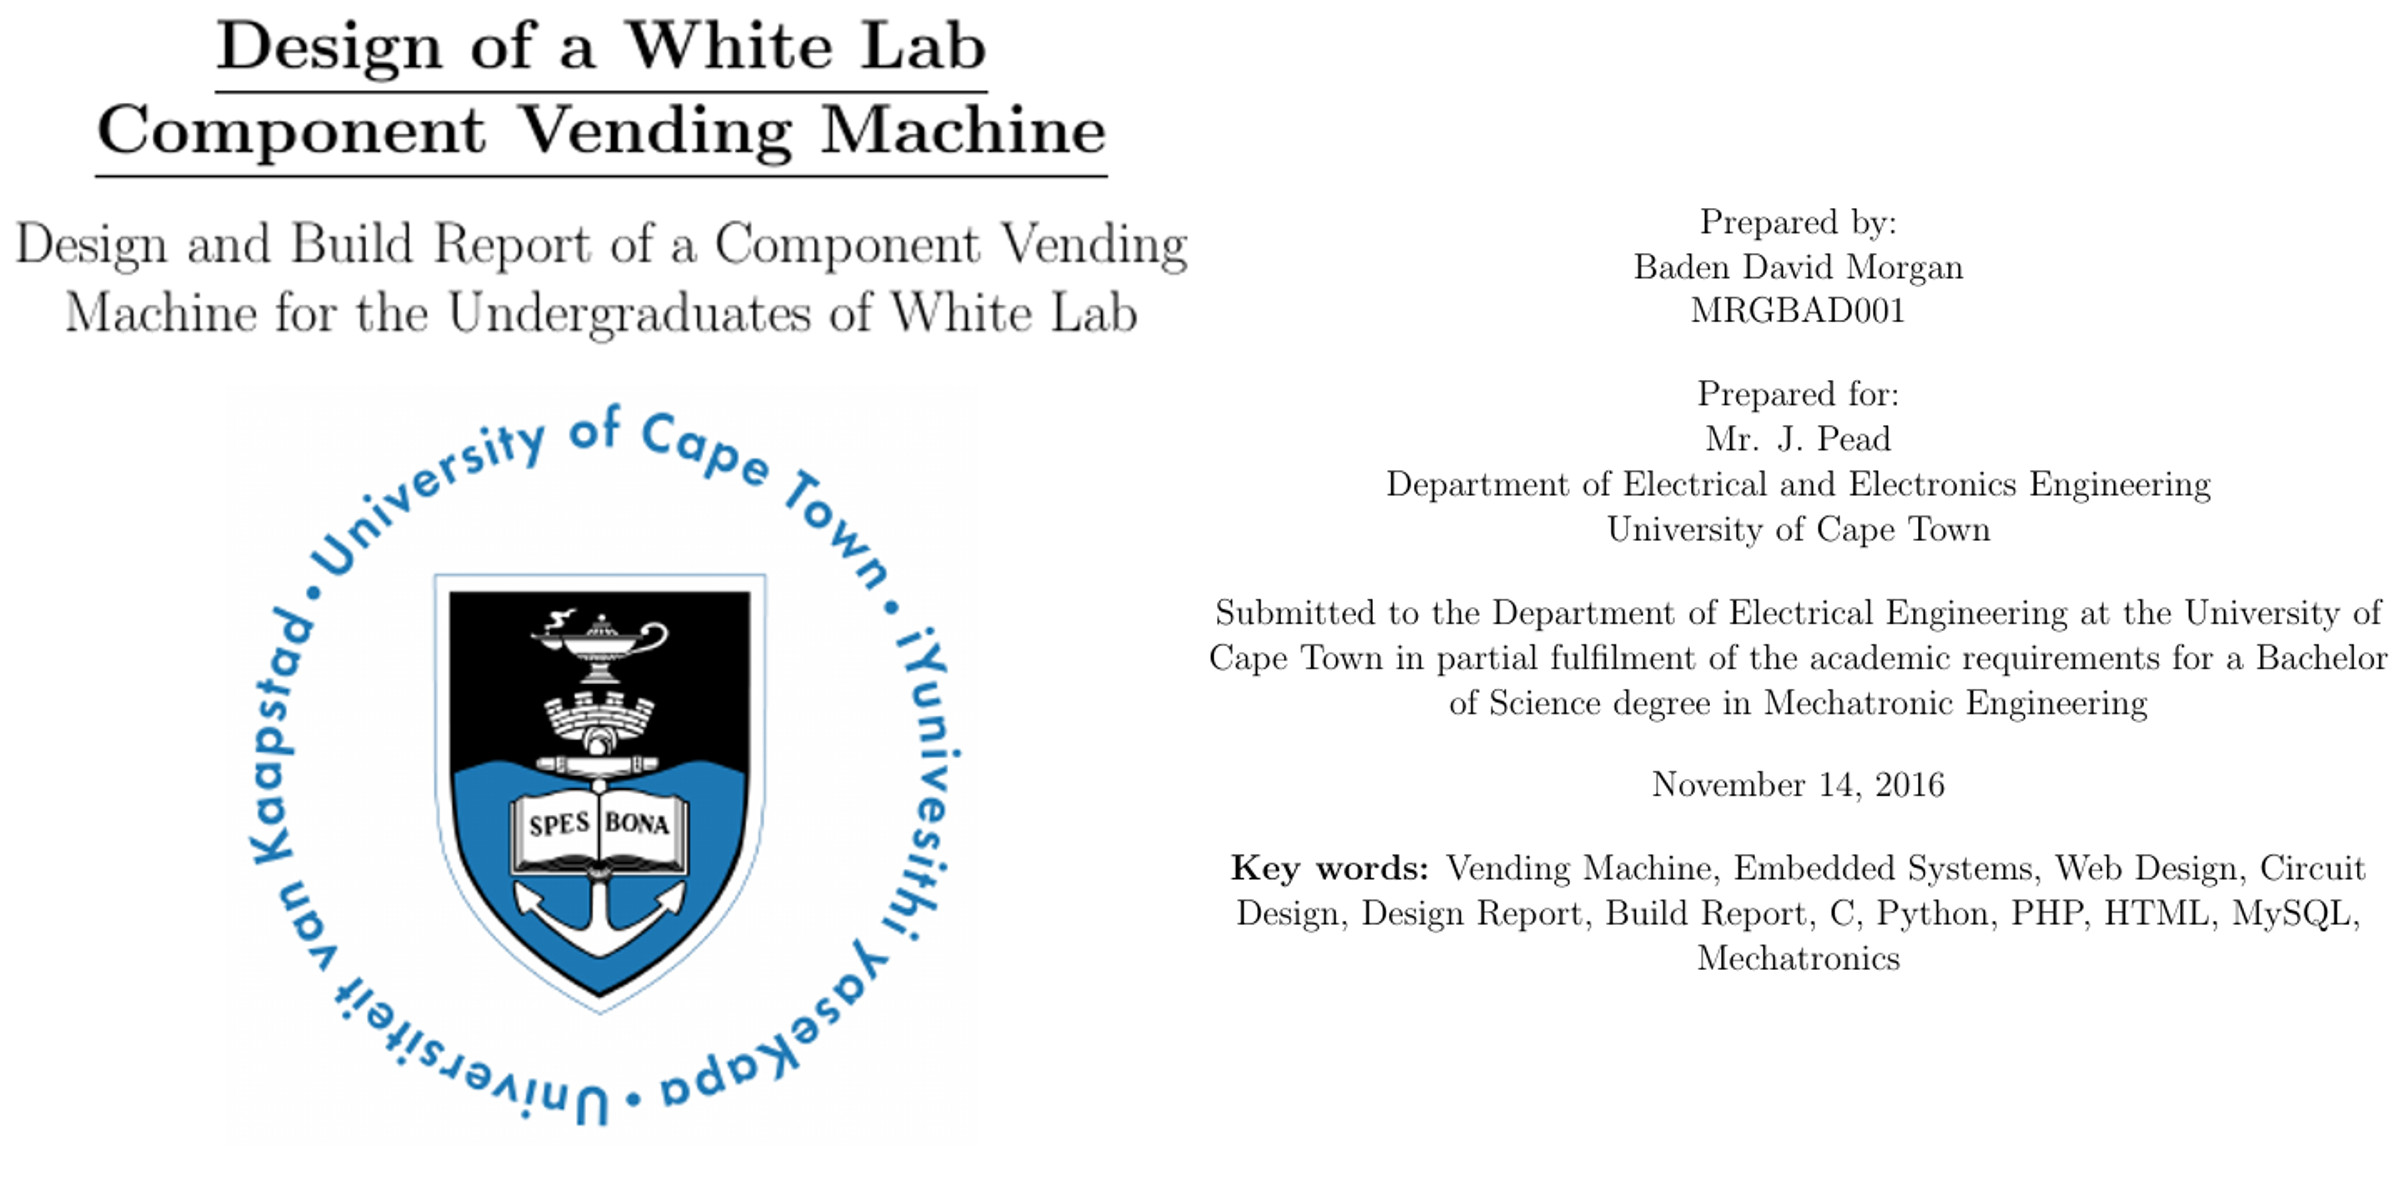 Design of a White Lab
Component Vending Machine
Design and Build Report of a Component Vending
Machine for the Undergraduates of White Lab
University of Cape Town • iYunivesithi yaseKapa • Universiteit van Kaapstad •
SPES BONA
Prepared by:
Baden David Morgan
MRGBAD001
Prepared for:
Mr. J. Pead
Department of Electrical and Electronics Engineering
University of Cape Town
Submitted to the Department of Electrical Engineering at the University of
Cape Town in partial fulfilment of the academic requirements for a Bachelor
of Science degree in Mechatronic Engineering
November 14, 2016
Key words: Vending Machine, Embedded Systems, Web Design, Circuit
Design, Design Report, Build Report, C, Python, PHP, HTML, MySQL,
Mechatronics